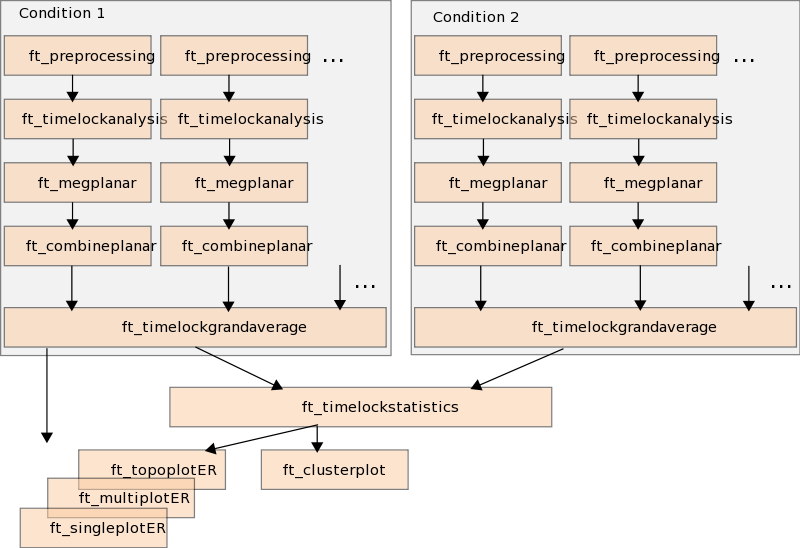 Condition 1
Condition 2
ft_preprocessing ft_preprocessing ...
ft_preprocessing ft_preprocessing ...
ft_timelockanalysis ft_timelockanalysis
ft_timelockanalysis ft_timelockanalysis
ft_megplanar ft_megplanar
ft_megplanar ft_megplanar
ft_combineplanar ft_combineplanar
ft_combineplanar ft_combineplanar
...
...
ft_timelockgrandaverage
ft_timelockgrandaverage
ft_timelockstatistics
ft_topoplotER
ft_clusterplot
ft_multiplotER
ft_singleplotER